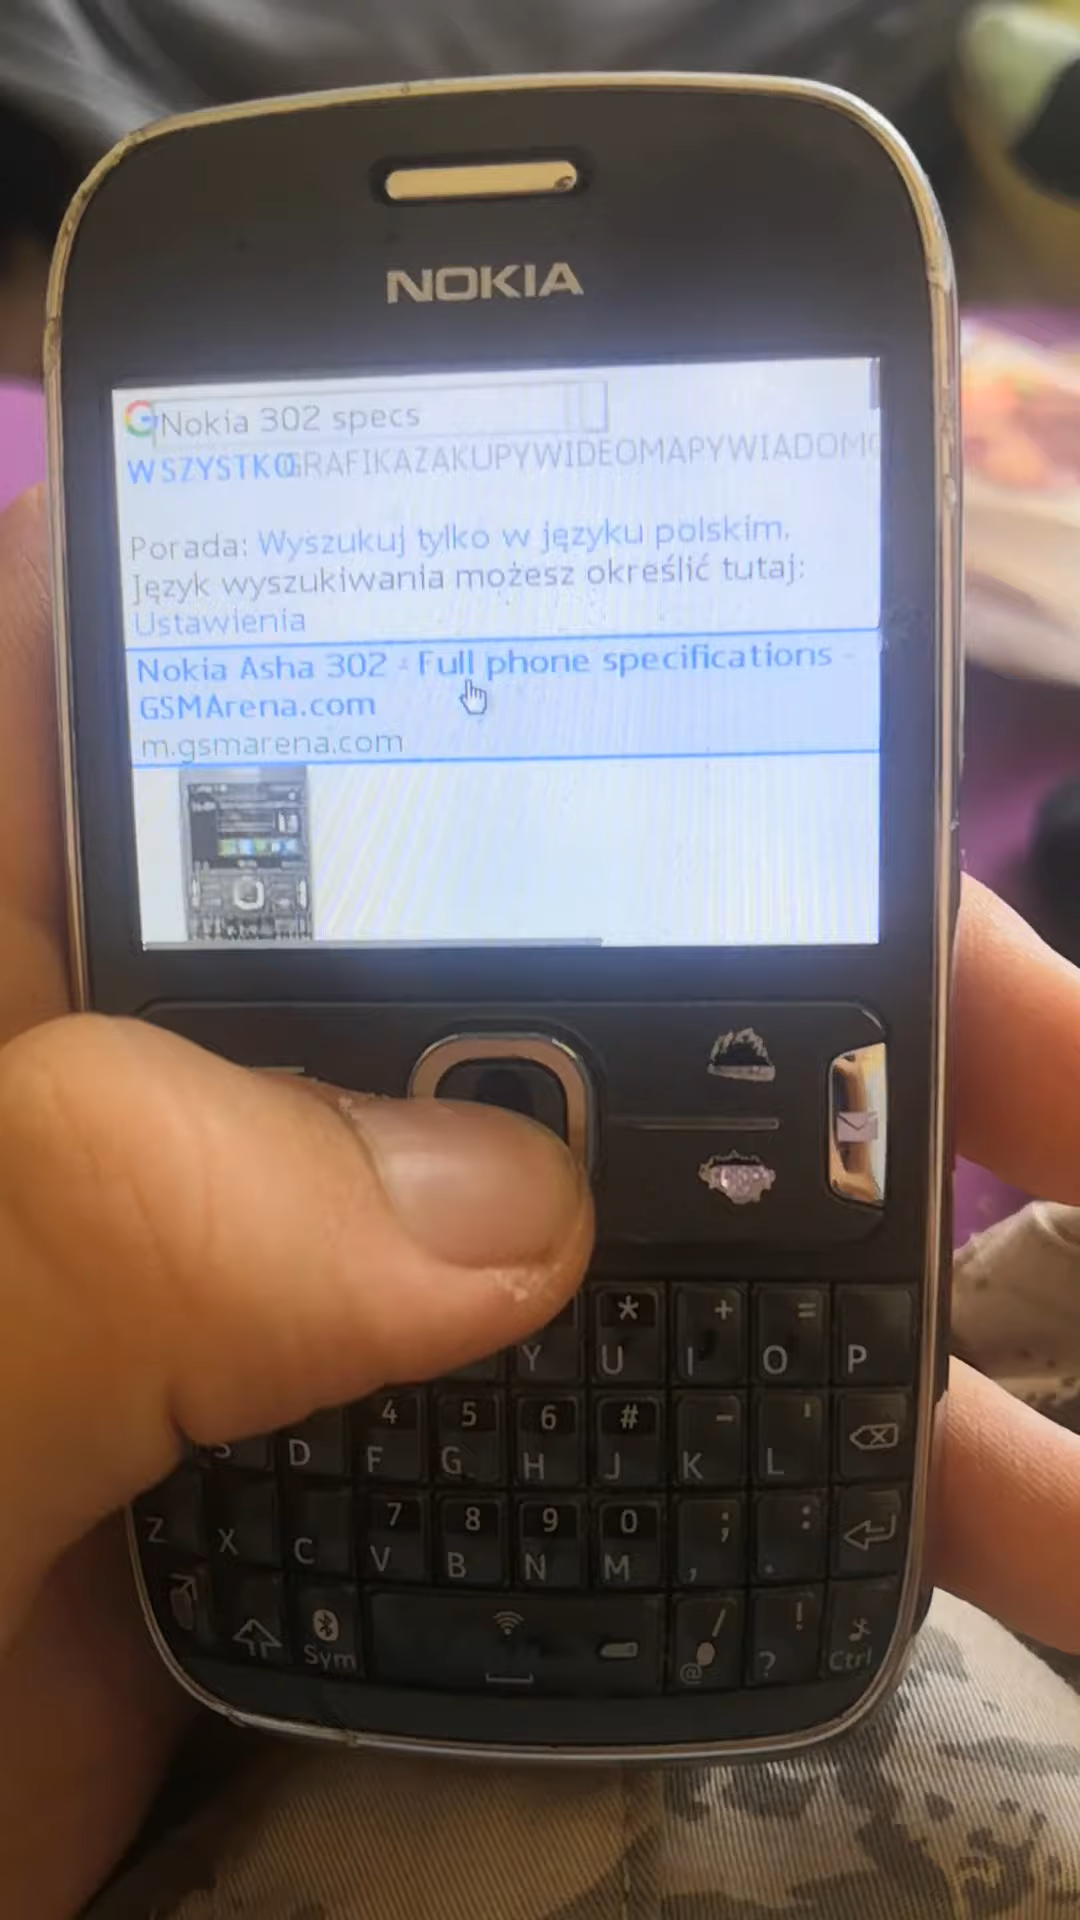 NOKIA
Nokia 302 specs
WSZYSTKO GRAFIKA ZAKUPY WIDEO MAPY WIADOMO
Porada: Wyszukuj tylko w języku polskim.
Język wyszukiwania możesz określić tutaj:
Ustawienia
Nokia Asha 302 - Full phone specifications -
GSMArena.com
m.gsmarena.com
* + =
Y U I O P
4 5 6 # - '
S D F G H J K L
7 8 9 0 ; :
Z X C V B N M , .
!
Sym @ ? Ctrl